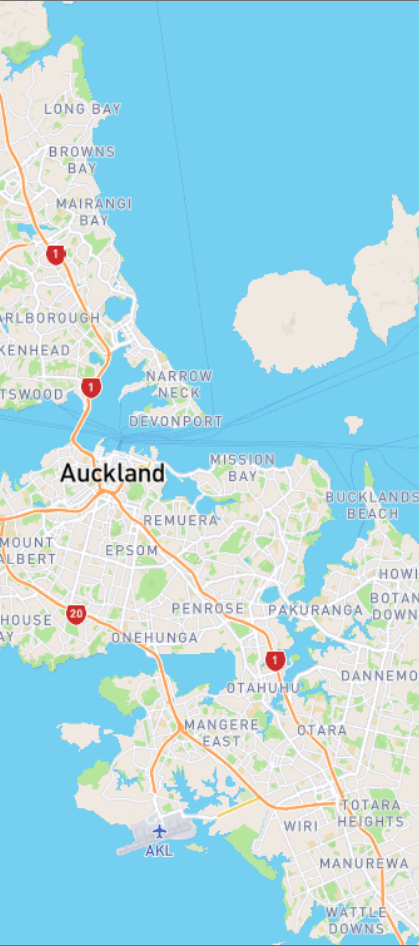 LONG BAY
BROWNS
BAY
MAIRANGI
BAY
1
ARLBOROUGH
KENHEAD
NARROW
NECK
1
TSWOOD
DEVONPORT
Auckland
MISSION
BAY
BUCKLANDS
BEACH
REMUERA
MOUNT
ALBERT
EPSOM
HOWI
BOTAN
DOWN
PENROSE
PAKURANGA
20
HOUSE
AY
ONEHUNGA
1
DANNEMO
OTAHUHU
MANGERE
EAST
OTARA
TOTARA
HEIGHTS
WIRI
AKL
MANUREWA
WATTLE
DOWNS